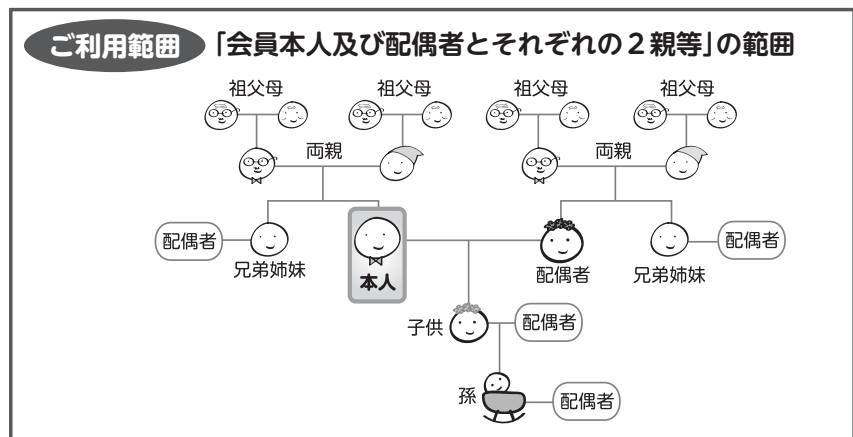 ご利用範囲 「会員本人及び配偶者とそれぞれの2親等」の範囲
祖父母 祖父母 祖父母 祖父母
両親 両親
配偶者 兄弟姉妹 本人 配偶者 兄弟姉妹 配偶者
子供 配偶者
孫 配偶者